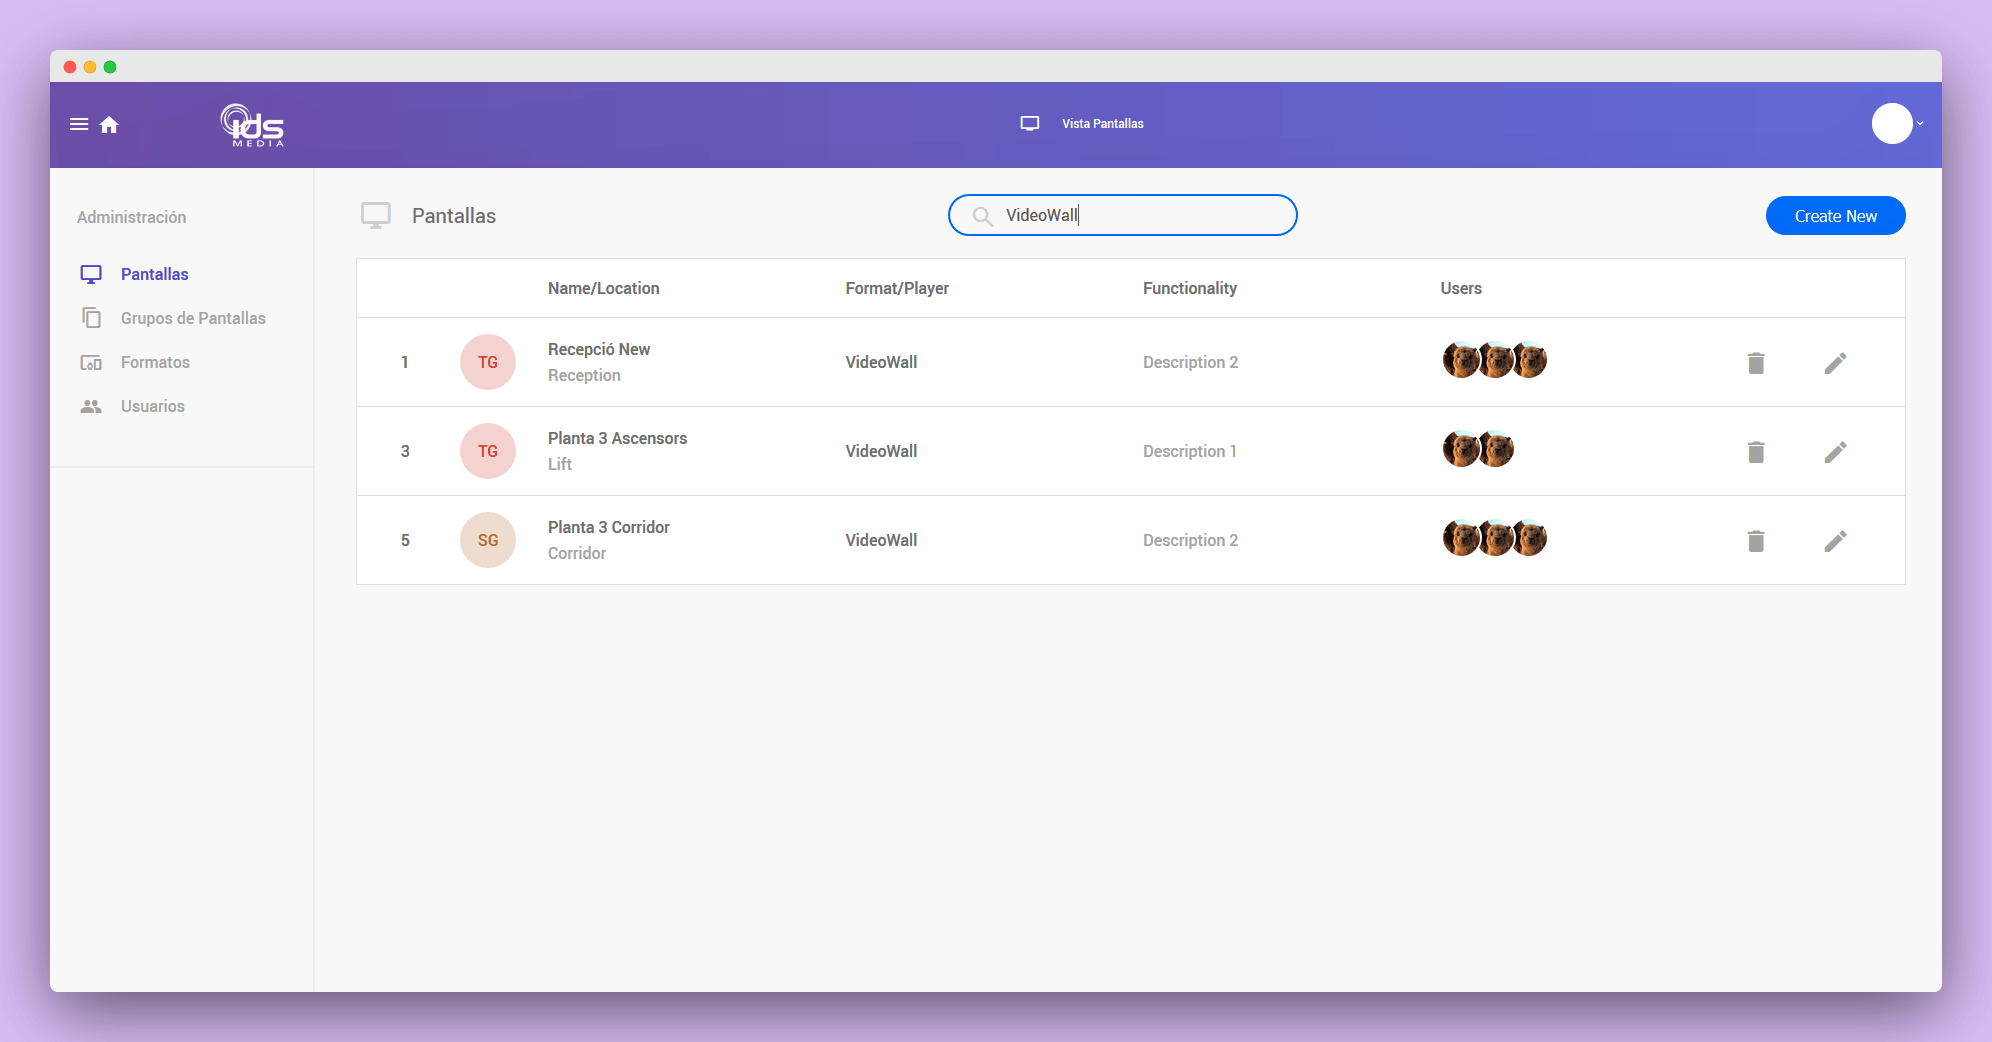 ids
MEDIA
Vista Pantallas
Administración
Pantallas
Grupos de Pantallas
Formatos
Usuarios
Pantallas
VideoWall
Create New
Name/Location Format/Player Functionality Users
1 TG Recepció New VideoWall Description 2
Reception
3 TG Planta 3 Ascensors VideoWall Description 1
Lift
5 SG Planta 3 Corridor VideoWall Description 2
Corridor